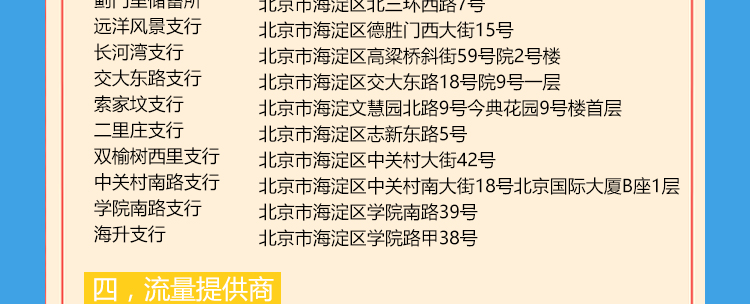 蓟门里储蓄所 北京市海淀区北三环西路7号
远洋风景支行 北京市海淀区德胜门西大街15号
长河湾支行 北京市海淀区高粱桥斜街59号院2号楼
交大东路支行 北京市海淀区交大东路18号院9号一层
索家坟支行 北京市海淀文慧园北路9号今典花园9号楼首层
二里庄支行 北京市海淀区志新东路5号
双榆树西里支行 北京市海淀区中关村大街42号
中关村南路支行 北京市海淀区中关村南大街18号北京国际大厦B座1层
学院南路支行 北京市海淀区学院南路39号
海升支行 北京市海淀区学院路甲38号
四，流量提供商